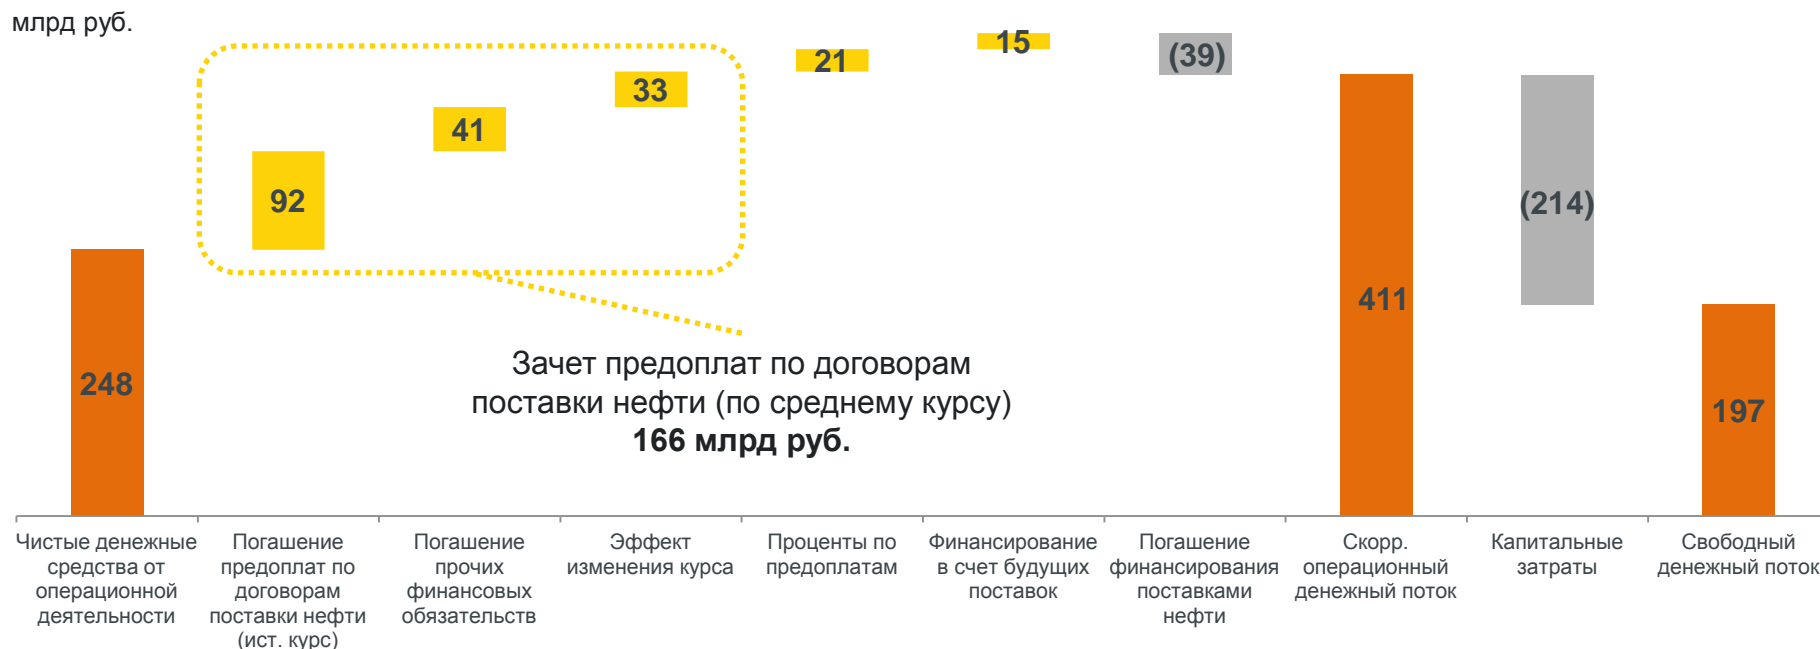 млрд руб.
92
41
33
21
15
(39)
248
411
(214)
197
Зачет предоплат по договорам
поставки нефти (по среднему курсу)
166 млрд руб.
Чистые денежные
средства от
операционной
деятельности
Погашение
предоплат по
договорам
поставки нефти
(ист. курс)
Погашение
прочих
финансовых
обязательств
Эффект
изменения курса
Проценты по
предоплатам
Финансирование
в счет будущих
поставок
Погашение
финансирования
поставками
нефти
Скорр.
операционный
денежный поток
Капитальные
затраты
Свободный
денежный поток